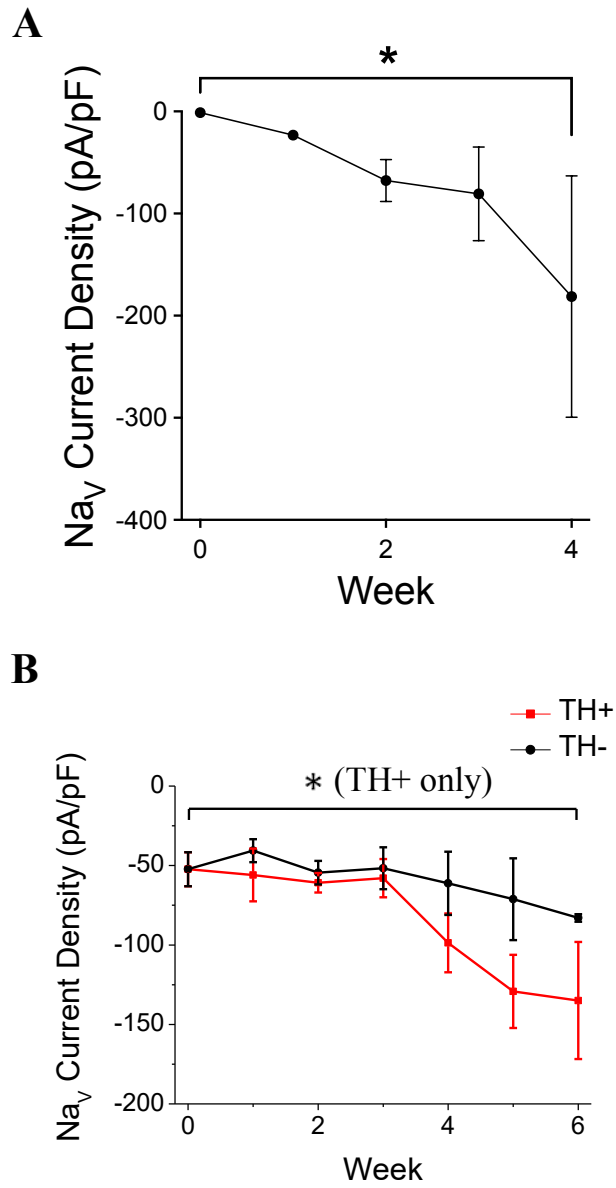 A
*
0
-100
-200
-300
-400
Nav Current Density (pA/pF)
0 2 4
Week
B
TH+
TH-
* (TH+ only)
0
-50
-100
-150
-200
Nav Current Density (pA/pF)
0 2 4 6
Week